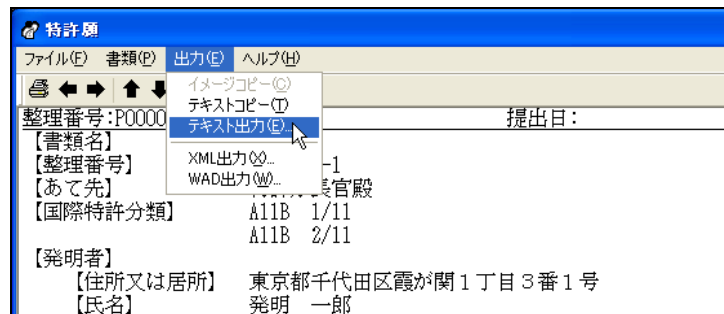 特許願
ファイル(F) 書類(P) 出力(E) ヘルプ(H)
イメージコピー(C)
テキストコピー(T)
テキスト出力(E)...
XML出力(X)...
WAD出力(W)...
整理番号:P0000 提出日:
【書類名】
【整理番号】 -1
【あて先】 長官殿
【国際特許分類】 A11B 1/11
A11B 2/11
【発明者】
【住所又は居所】 東京都千代田区霞が関1丁目3番1号
【氏名】 発明 一郎